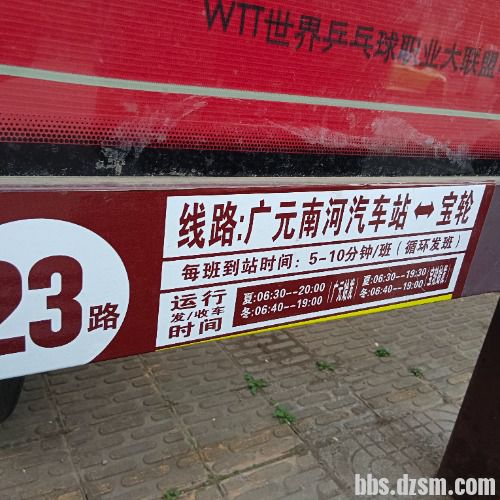 WTT世界乒乓球职业大联盟
23路
线路:广元南河汽车站↔宝轮
每班到站时间: 5-10分钟/班 (循环发班)
运行
发/收车
时间
夏:06:30--20:00
冬:06:40--19:00
(广元始发)
夏:06:30--19:30
冬:06:40--19:00
(宝轮始发)
bbs.dzsm.com